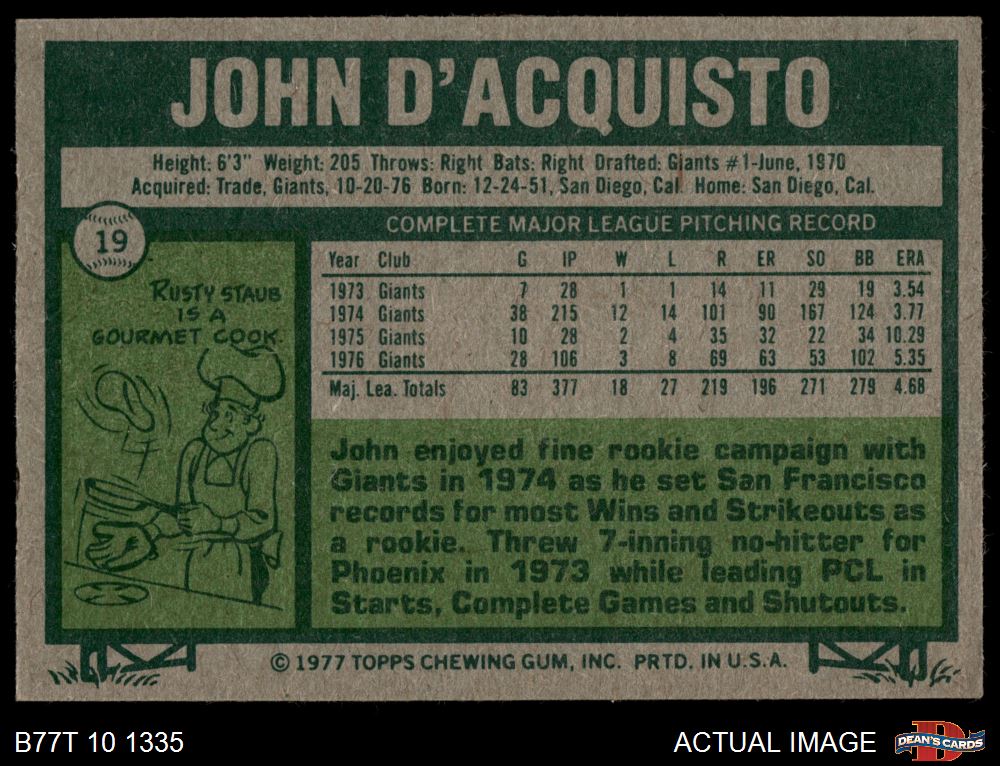 JOHN D'ACQUISTO
Height: 6'3" Weight: 205 Throws: Right Bats: Right Drafted: Giants #1-June, 1970
Acquired: Trade, Giants, 10-20-76 Born: 12-24-51, San Diego, Cal. Home: San Diego, Cal.
19
RUSTY STAUB
IS A
GOURMET COOK.
COMPLETE MAJOR LEAGUE PITCHING RECORD
Year Club G IP W L R ER SO BB ERA
1973 Giants 7 28 1 1 14 11 29 19 3.54
1974 Giants 38 215 12 14 101 90 167 124 3.77
1975 Giants 10 28 2 4 35 32 22 34 10.29
1976 Giants 28 106 3 8 69 63 53 102 5.35
Maj. Lea. Totals 83 377 18 27 219 196 271 279 4.68
John enjoyed fine rookie campaign with
Giants in 1974 as he set San Francisco
records for most Wins and Strikeouts as
a rookie. Threw 7-inning no-hitter for
Phoenix in 1973 while leading PCL in
Starts, Complete Games and Shutouts.
© 1977 TOPPS CHEWING GUM, INC. PRTD. IN U.S.A.
B77T 10 1335
ACTUAL IMAGE
DEAN'S CARDS